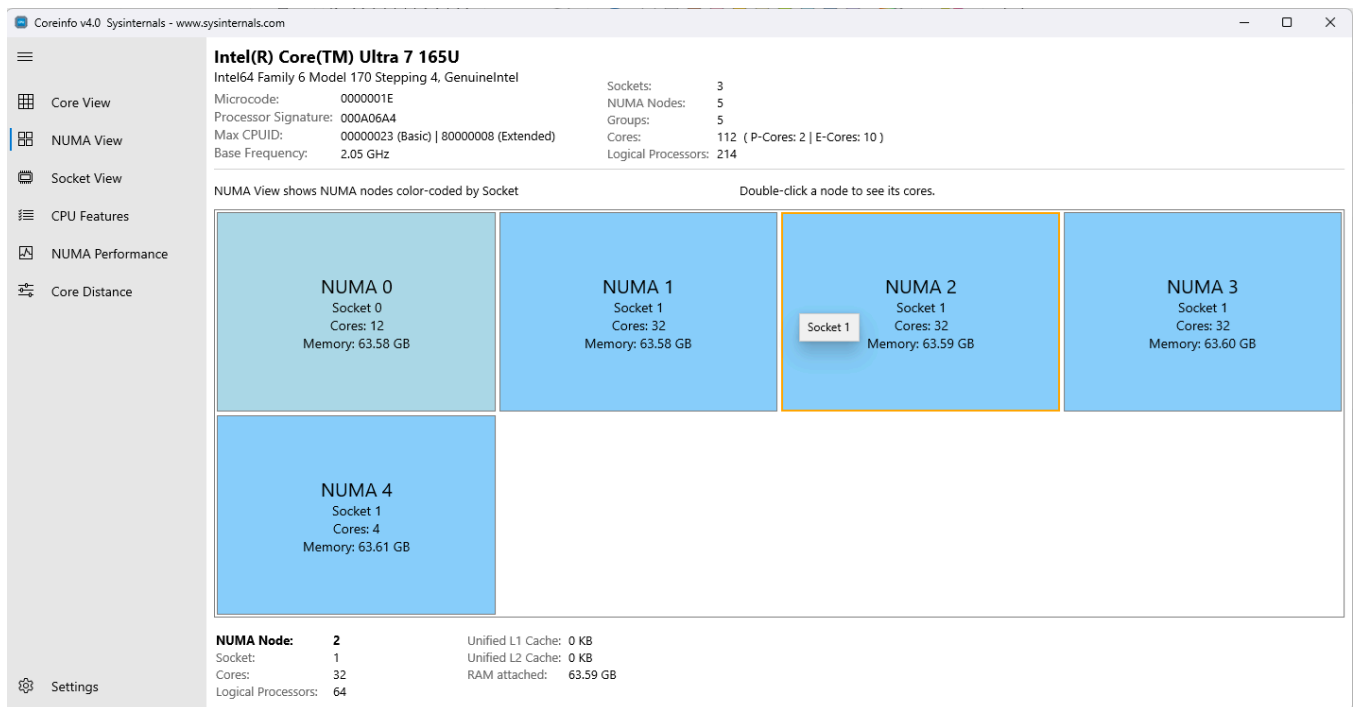 Coreinfo v4.0 Sysinternals - www.sysinternals.com
Core View
NUMA View
Socket View
CPU Features
NUMA Performance
Core Distance
Settings
Intel(R) Core(TM) Ultra 7 165U
Intel64 Family 6 Model 170 Stepping 4, GenuineIntel
Microcode: 0000001E
Processor Signature: 000A06A4
Max CPUID: 00000023 (Basic) | 80000008 (Extended)
Base Frequency: 2.05 GHz
Sockets: 3
NUMA Nodes: 5
Groups: 5
Cores: 112 ( P-Cores: 2 | E-Cores: 10 )
Logical Processors: 214
NUMA View shows NUMA nodes color-coded by Socket
Double-click a node to see its cores.
NUMA 0
Socket 0
Cores: 12
Memory: 63.58 GB
NUMA 1
Socket 1
Cores: 32
Memory: 63.58 GB
NUMA 2
Socket 1
Cores: 32
Memory: 63.59 GB
Socket 1
NUMA 3
Socket 1
Cores: 32
Memory: 63.60 GB
NUMA 4
Socket 1
Cores: 4
Memory: 63.61 GB
NUMA Node: 2
Socket: 1
Cores: 32
Logical Processors: 64
Unified L1 Cache: 0 KB
Unified L2 Cache: 0 KB
RAM attached: 63.59 GB